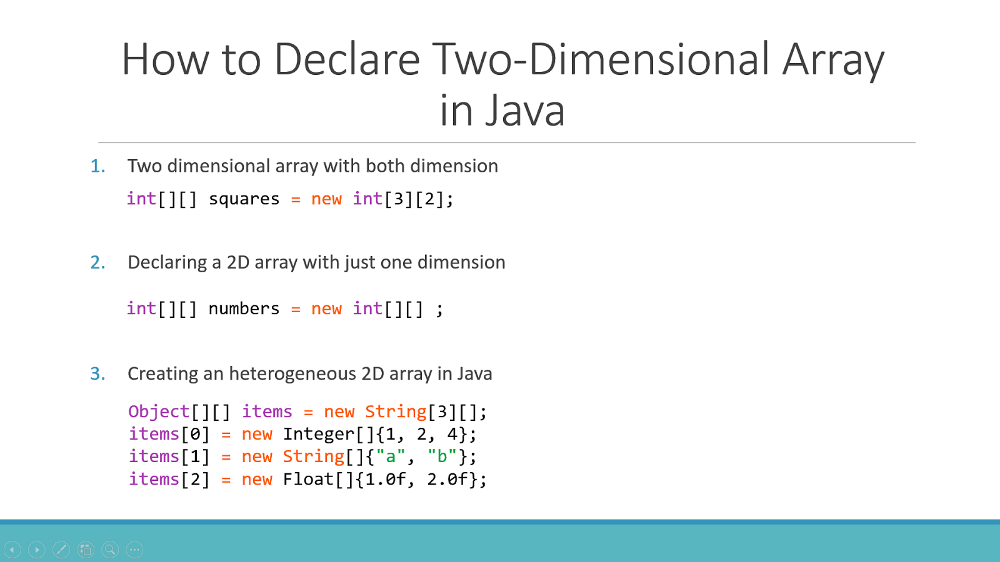 How to Declare Two-Dimensional Array
in Java
1. Two dimensional array with both dimension
int[][] squares = new int[3][2];
2. Declaring a 2D array with just one dimension
int[][] numbers = new int[][] ;
3. Creating an heterogeneous 2D array in Java
Object[][] items = new String[3][];
items[0] = new Integer[]{1, 2, 4};
items[1] = new String[]{"a", "b"};
items[2] = new Float[]{1.0f, 2.0f};